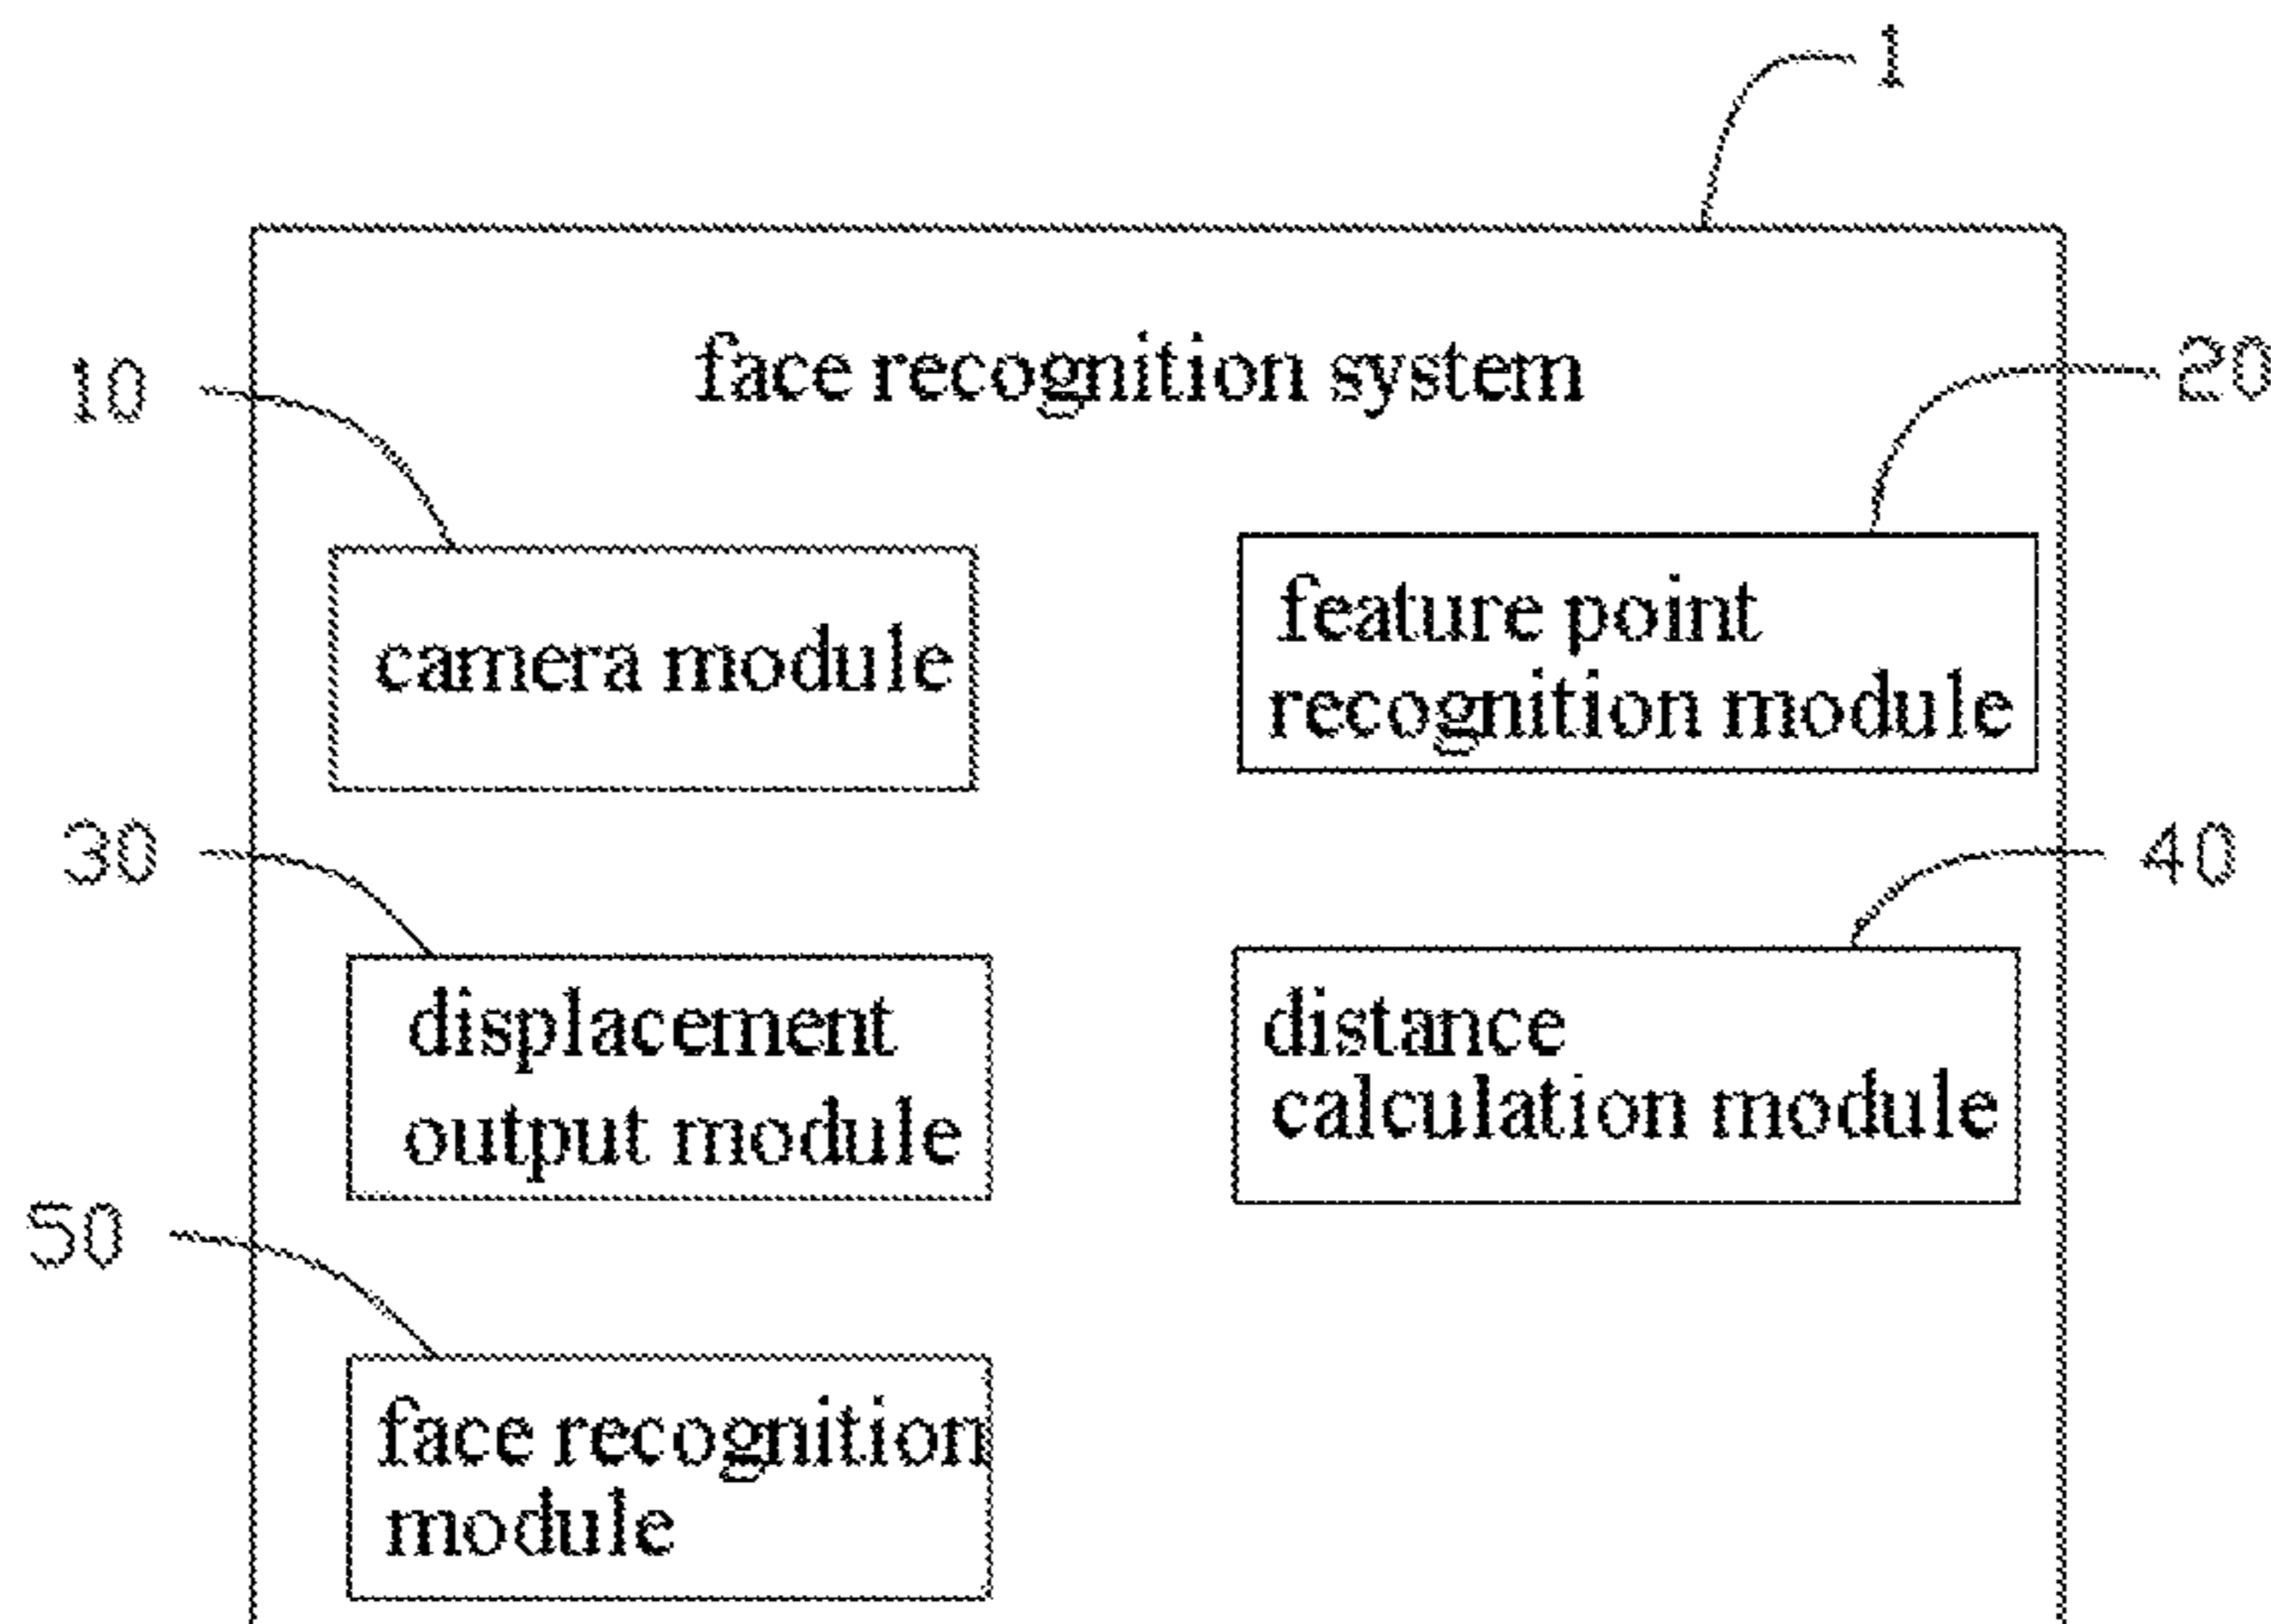 1
face recognition system
10
20
camera module
feature point
recognition module
30
40
displacement
output module
distance
calculation module
50
face recognition
module